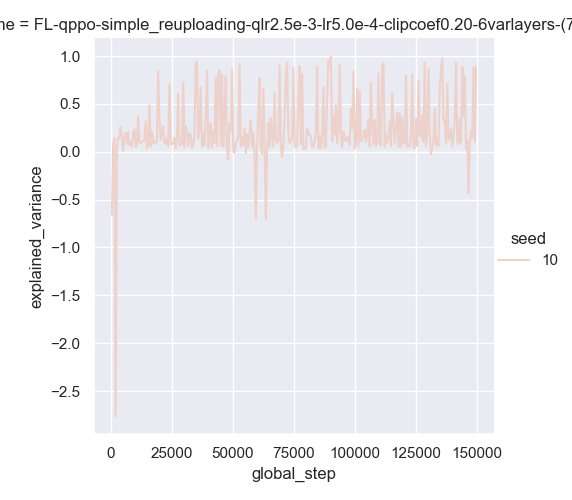 ne = FL-qppo-simple_reuploading-qlr2.5e-3-lr5.0e-4-clipcoef0.20-6varlayers-(7
1.0
0.5
0.0
−0.5
−1.0
−1.5
−2.0
−2.5
explained_variance
0 25000 50000 75000 100000 125000 150000
global_step
seed
10